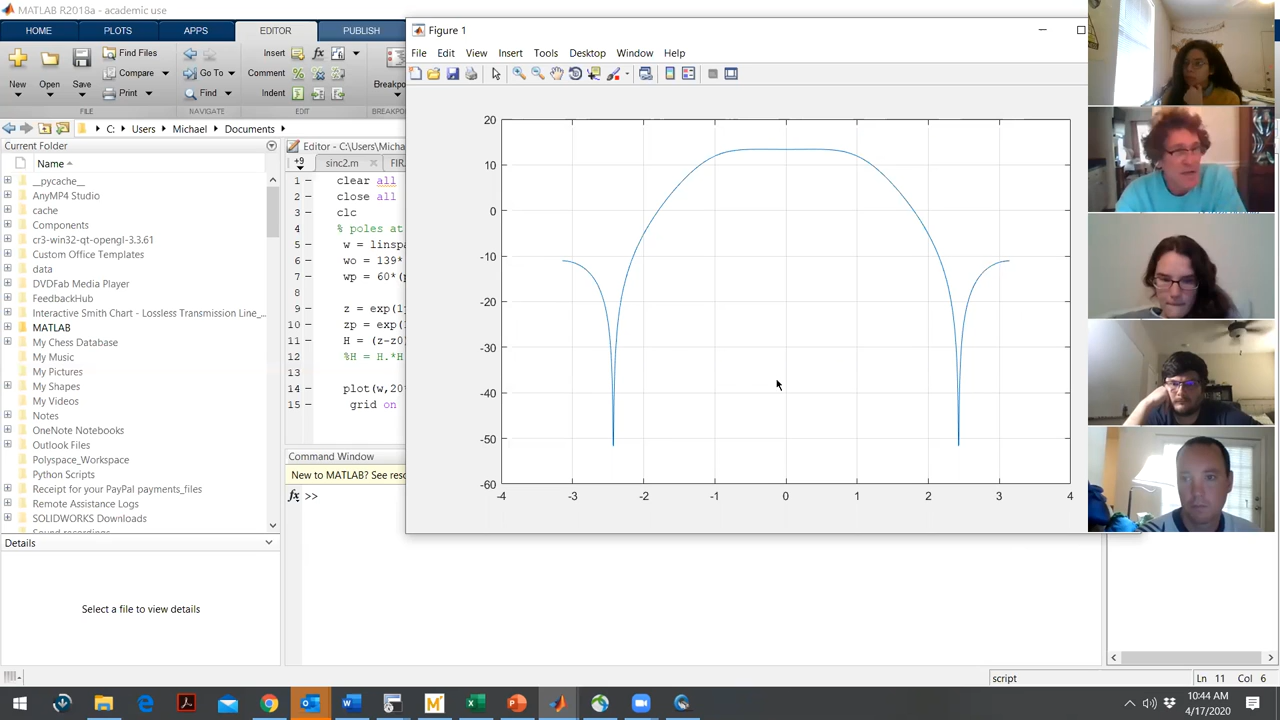 MATLAB R2018a - academic use
HOME PLOTS APPS EDITOR PUBLISH
New Open Save
Find Files
Compare
Print
Go To
Find
Insert
Comment
Indent
FILE NAVIGATE EDIT
C: Users Michael Documents
Current Folder
Name
__pycache__
AnyMP4 Studio
cache
Components
cr3-win32-qt-opengl-3.3.61
Custom Office Templates
data
DVDFab Media Player
FeedbackHub
Interactive Smith Chart - Lossless Transmission Line_...
MATLAB
My Chess Database
My Music
My Pictures
My Shapes
My Videos
Notes
OneNote Notebooks
Outlook Files
Polyspace_Workspace
Python Scripts
Receipt for your PayPal payments_files
Remote Assistance Logs
SOLIDWORKS Downloads
Sound recordings
Details
Select a file to view details
+9 sinc2.m
1 clear all
2 close all
3 clc
4 % poles at
5 w = linspa
6 wo = 139*
7 wp = 60*(
8
9 z = exp(1
10 zp = exp(
11 H = (z-z0
12 %H = H.*H
13
14 plot(w,20*
15 grid on
Command Window
New to MATLAB? See
fx >>
Figure 1
File Edit View Insert Tools Desktop Window Help
20
10
0
-10
-20
-30
-40
-50
-60
-4 -3 -2 -1 0 1 2 3 4
script
Ln 11 Col 6
10:44 AM
4/17/2020